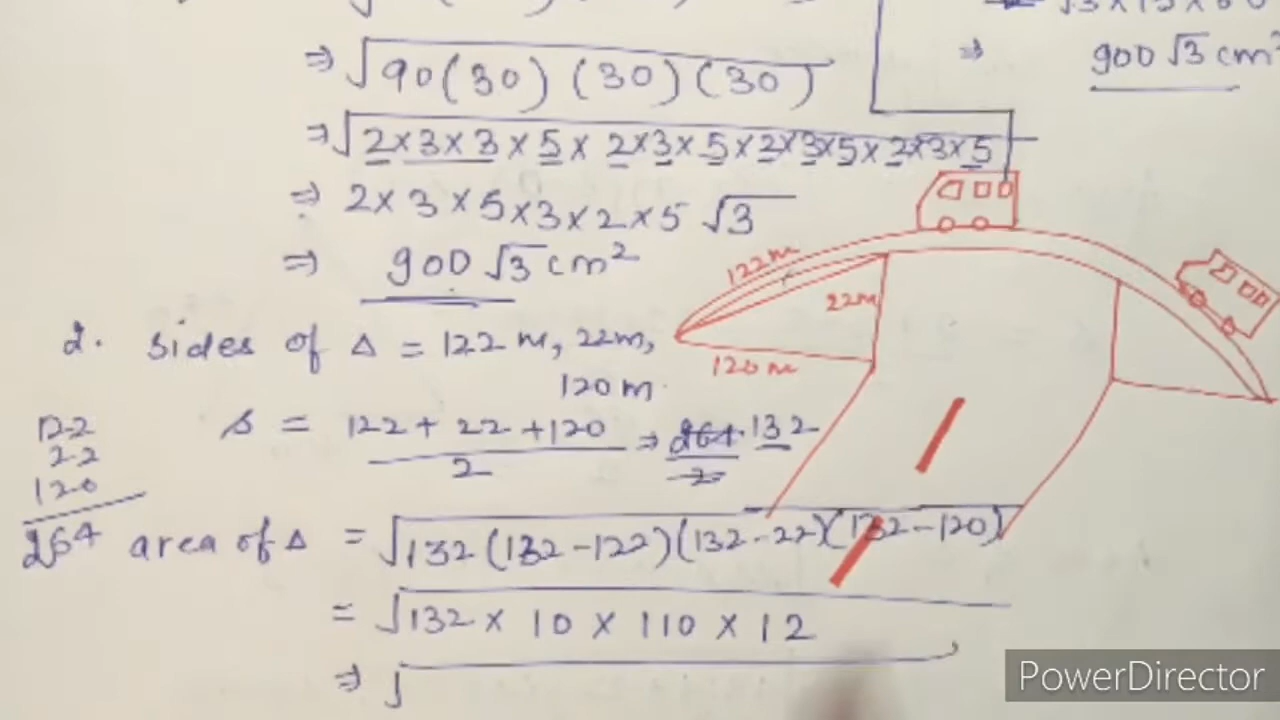 √3×15×60
⇒ 900 √3 cm²
⇒ √90(30) (30) (30)
⇒ √2×3×3×5×2×3×5×2×3×5×2×3×5
⇒ 2×3×5×3×2×5 √3
⇒ 900 √3 cm²
122m
22m
120m
2. sides of Δ = 122 m, 22m,
120 m.
s = 122 + 22 + 120 / 2 ⇒ 264 / 2 132
122
22
120
264
area of Δ = √132(132-122)(132-22)(132-120)
= √132 × 10 × 110 × 12
⇒ √
PowerDirector